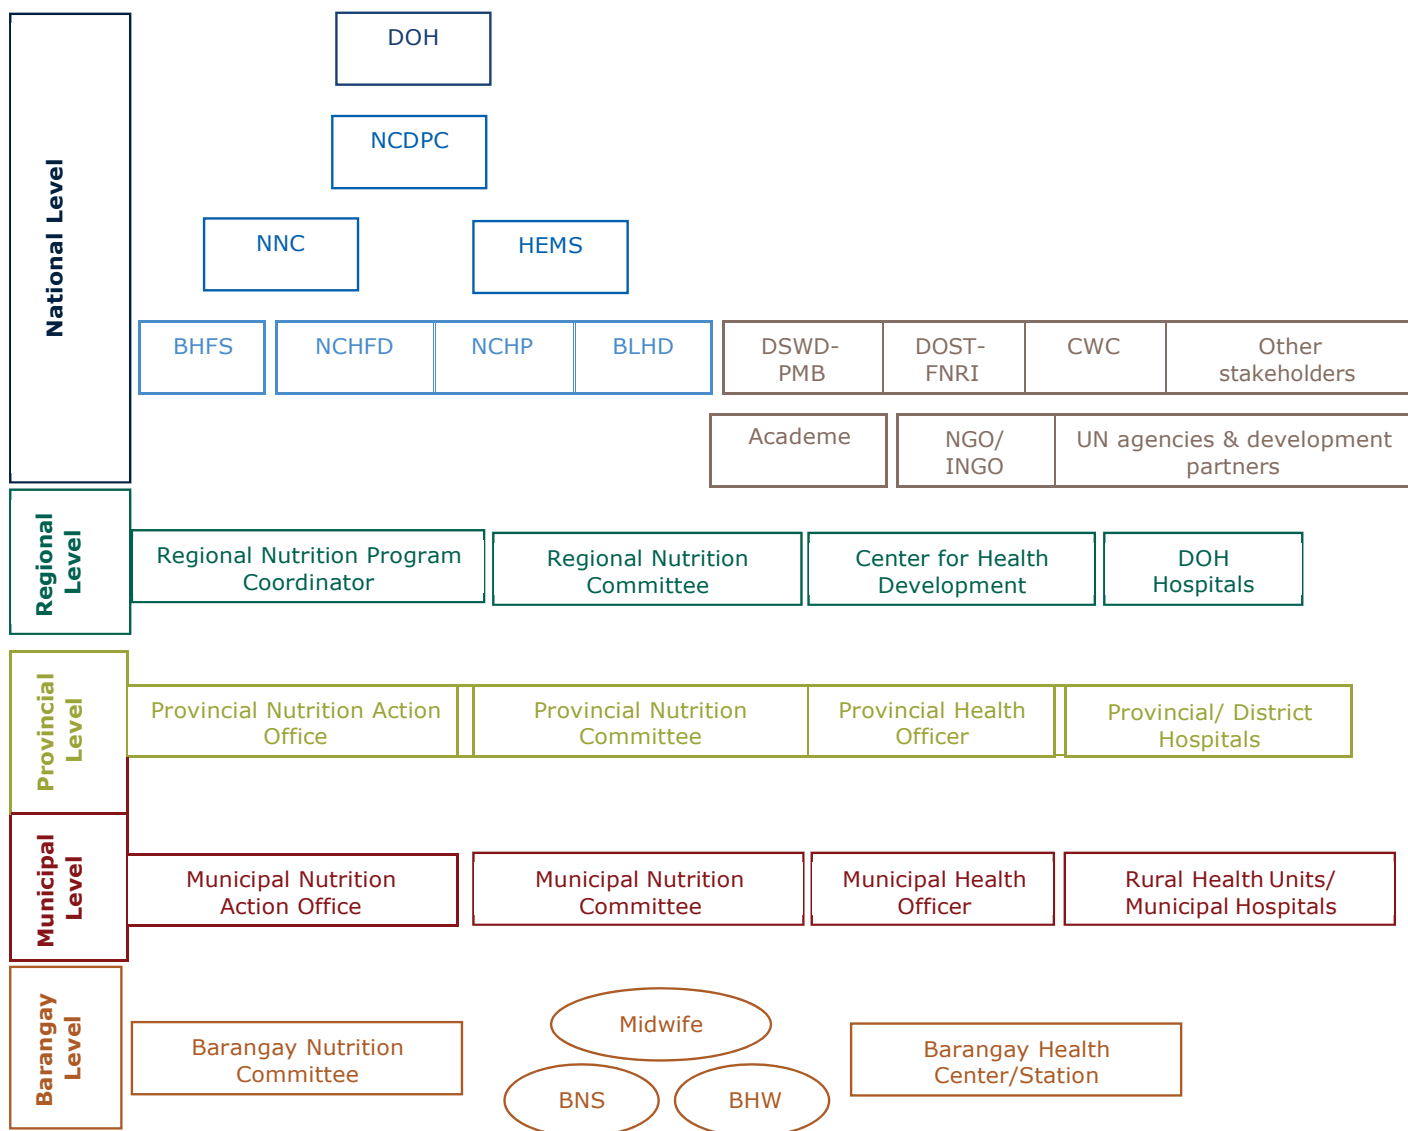 National Level
DOH
NCDPC
NNC
HEMS
BHFS
NCHFD
NCHP
BLHD
DSWD-
PMB
DOST-
FNRI
CWC
Other
stakeholders
Academe
NGO/
INGO
UN agencies & development
partners
Regional
Level
Regional Nutrition Program
Coordinator
Regional Nutrition
Committee
Center for Health
Development
DOH
Hospitals
Provincial
Level
Provincial Nutrition Action
Office
Provincial Nutrition
Committee
Provincial Health
Officer
Provincial/ District
Hospitals
Municipal
Level
Municipal Nutrition
Action Office
Municipal Nutrition
Committee
Municipal Health
Officer
Rural Health Units/
Municipal Hospitals
Barangay
Level
Barangay Nutrition
Committee
Midwife
BNS
BHW
Barangay Health
Center/Station